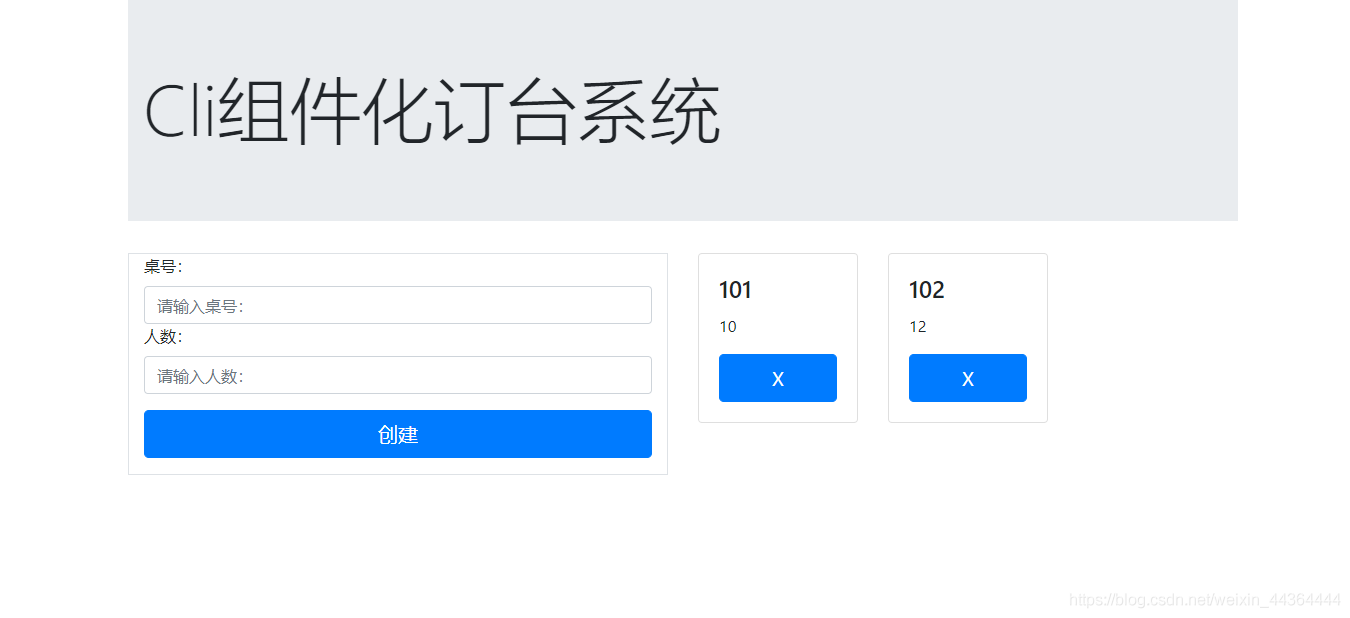 Cli组件化订台系统
桌号：
请输入桌号：
人数：
请输入人数：
创建
101
10
X
102
12
X
https://blog.csdn.net/weixin_44364444